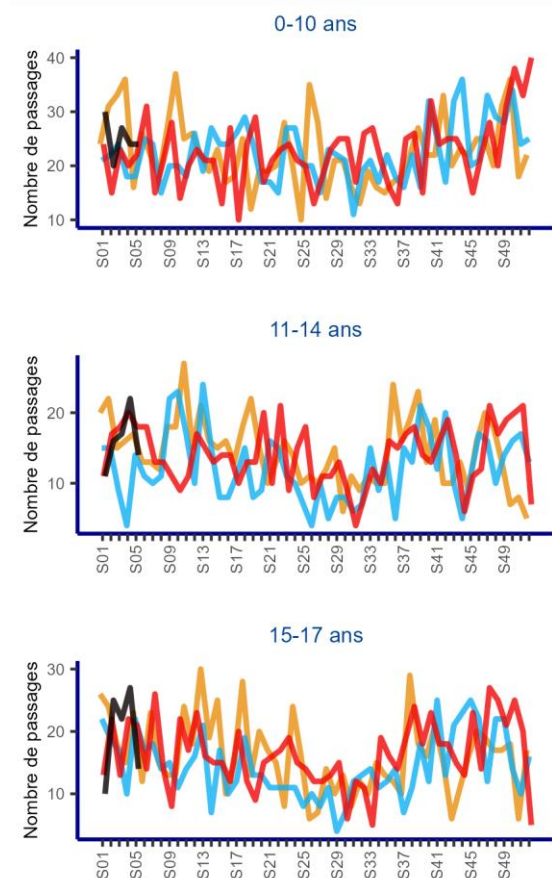 0-10 ans
Nombre de passages
40
30
20
10
S01
S05
S09
S13
S17
S21
S25
S29
S33
S37
S41
S45
S49
11-14 ans
Nombre de passages
20
10
S01
S05
S09
S13
S17
S21
S25
S29
S33
S37
S41
S45
S49
15-17 ans
Nombre de passages
30
20
10
S01
S05
S09
S13
S17
S21
S25
S29
S33
S37
S41
S45
S49